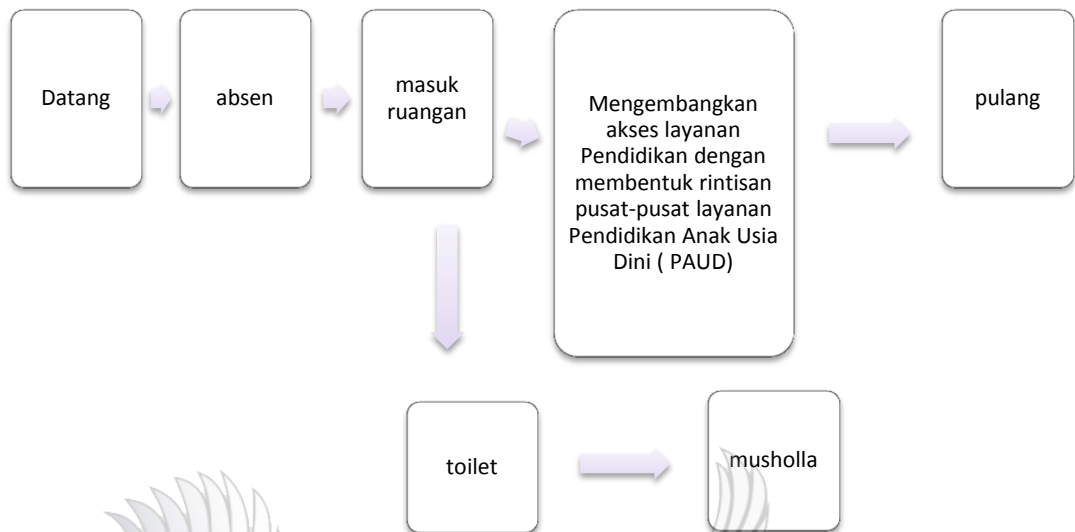 Datang
absen
masuk
ruangan
Mengembangkan
akses layanan
Pendidikan dengan
membentuk rintisan
pusat-pusat layanan
Pendidikan Anak Usia
Dini ( PAUD)
pulang
toilet
musholla